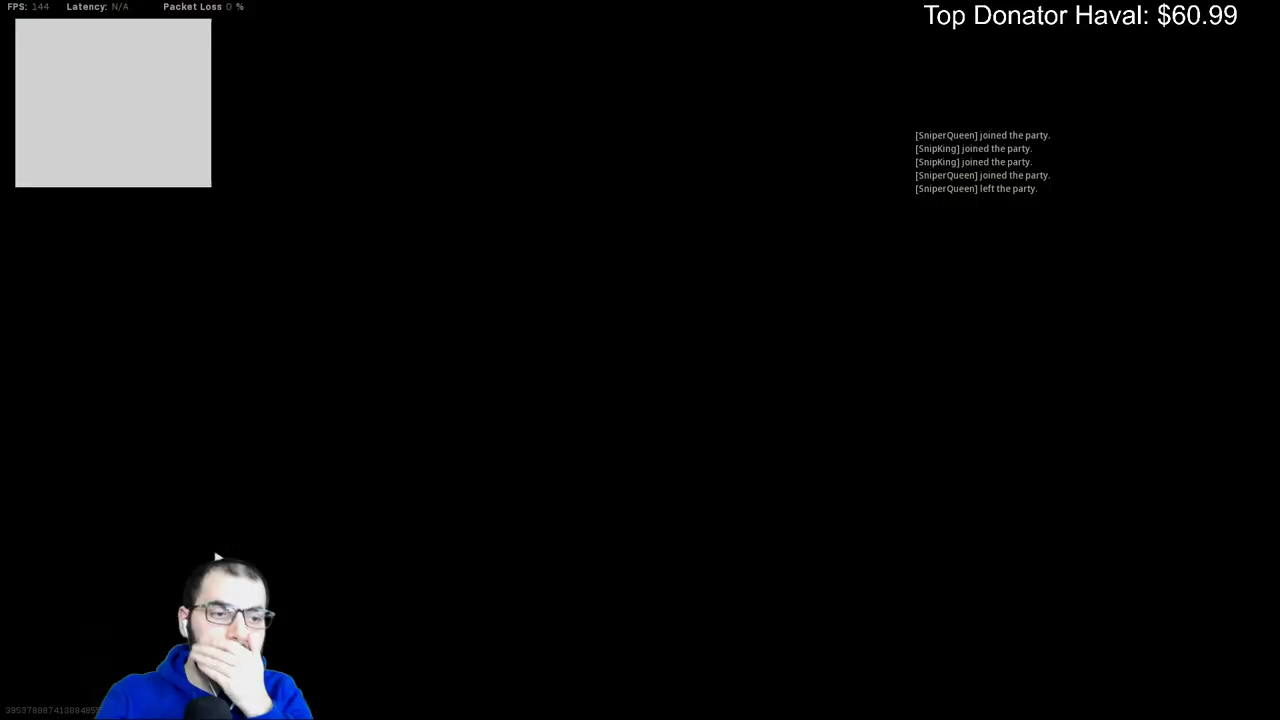 FPS: 144 Latency: N/A Packet Loss 0 %
Top Donator Haval: $60.99
[SniperQueen] joined the party.
[SnipKing] joined the party.
[SnipKing] joined the party.
[SniperQueen] joined the party.
[SniperQueen] left the party.